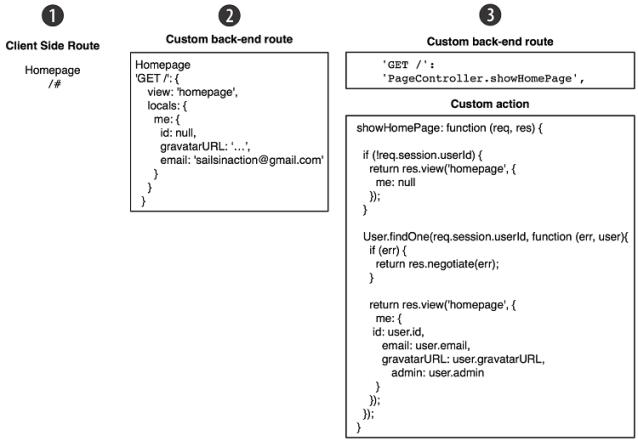 1
Client Side Route
Homepage
/#
2
Custom back-end route
Homepage
'GET /': {
view: 'homepage',
locals: {
me: {
id: null,
gravatarURL: '...',
email: 'sailsinaction@gmail.com'
}
}
}
3
Custom back-end route
'GET /':
'PageController.showHomePage',
Custom action
showHomePage: function (req, res) {
if (!req.session.userId) {
return res.view('homepage', {
me: null
});
}
User.findOne(req.session.userId, function (err, user){
if (err) {
return res.negotiate(err);
}
return res.view('homepage', {
me: {
id: user.id,
email: user.email,
gravatarURL: user.gravatarURL,
admin: user.admin
}
});
});
}